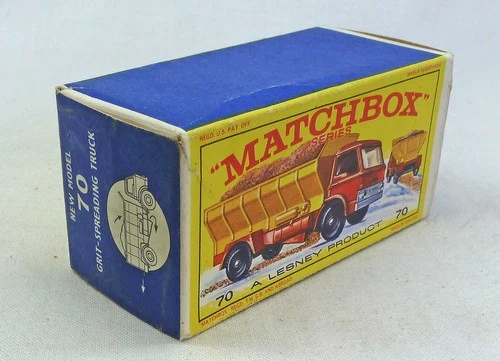 NEW MODEL
70
GRIT-SPREADING TRUCK
REGD. U.S. PAT. OFF.
"MATCHBOX"
SERIES
70 A LESNEY PRODUCT 70